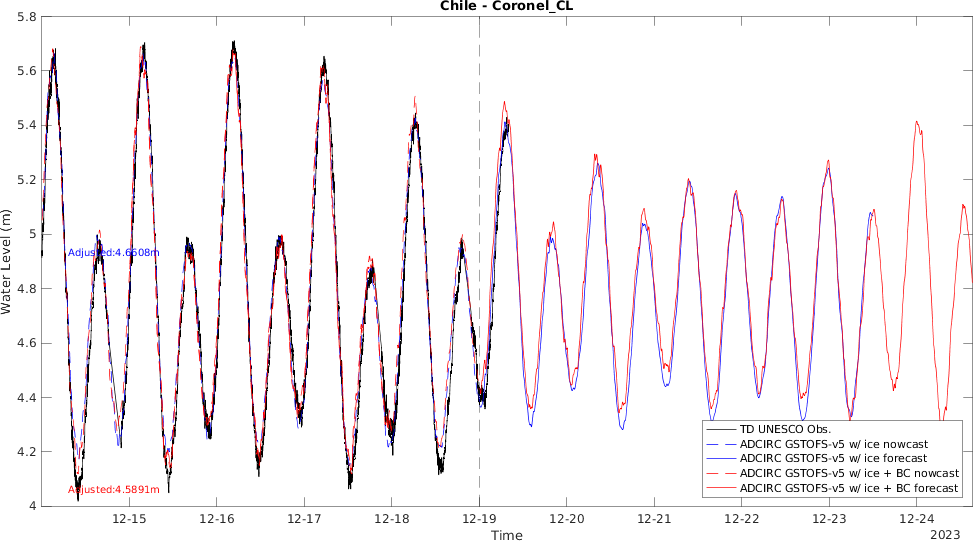 Chile - Coronel_CL
5.8
5.6
5.4
5.2
5
4.8
4.6
4.4
4.2
4
Water Level (m)
Adjusted:4.6608m
Adjusted:4.5891m
TD UNESCO Obs.
ADCIRC GSTOFS-v5 w/ ice nowcast
ADCIRC GSTOFS-v5 w/ ice forecast
ADCIRC GSTOFS-v5 w/ ice + BC nowcast
ADCIRC GSTOFS-v5 w/ ice + BC forecast
12-15 12-16 12-17 12-18 12-19 12-20 12-21 12-22 12-23 12-24
Time
2023